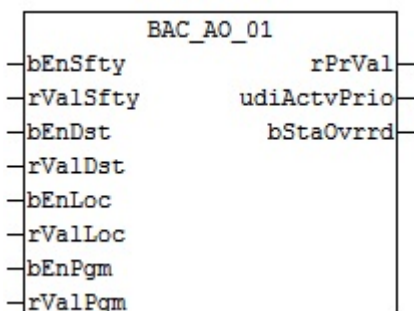 BAC_AO_01
bEnSfty rPrVal
rValSfty udiActvPrio
bEnDst bStaOvrrd
rValDst
bEnLoc
rValLoc
bEnPgm
rValPgm